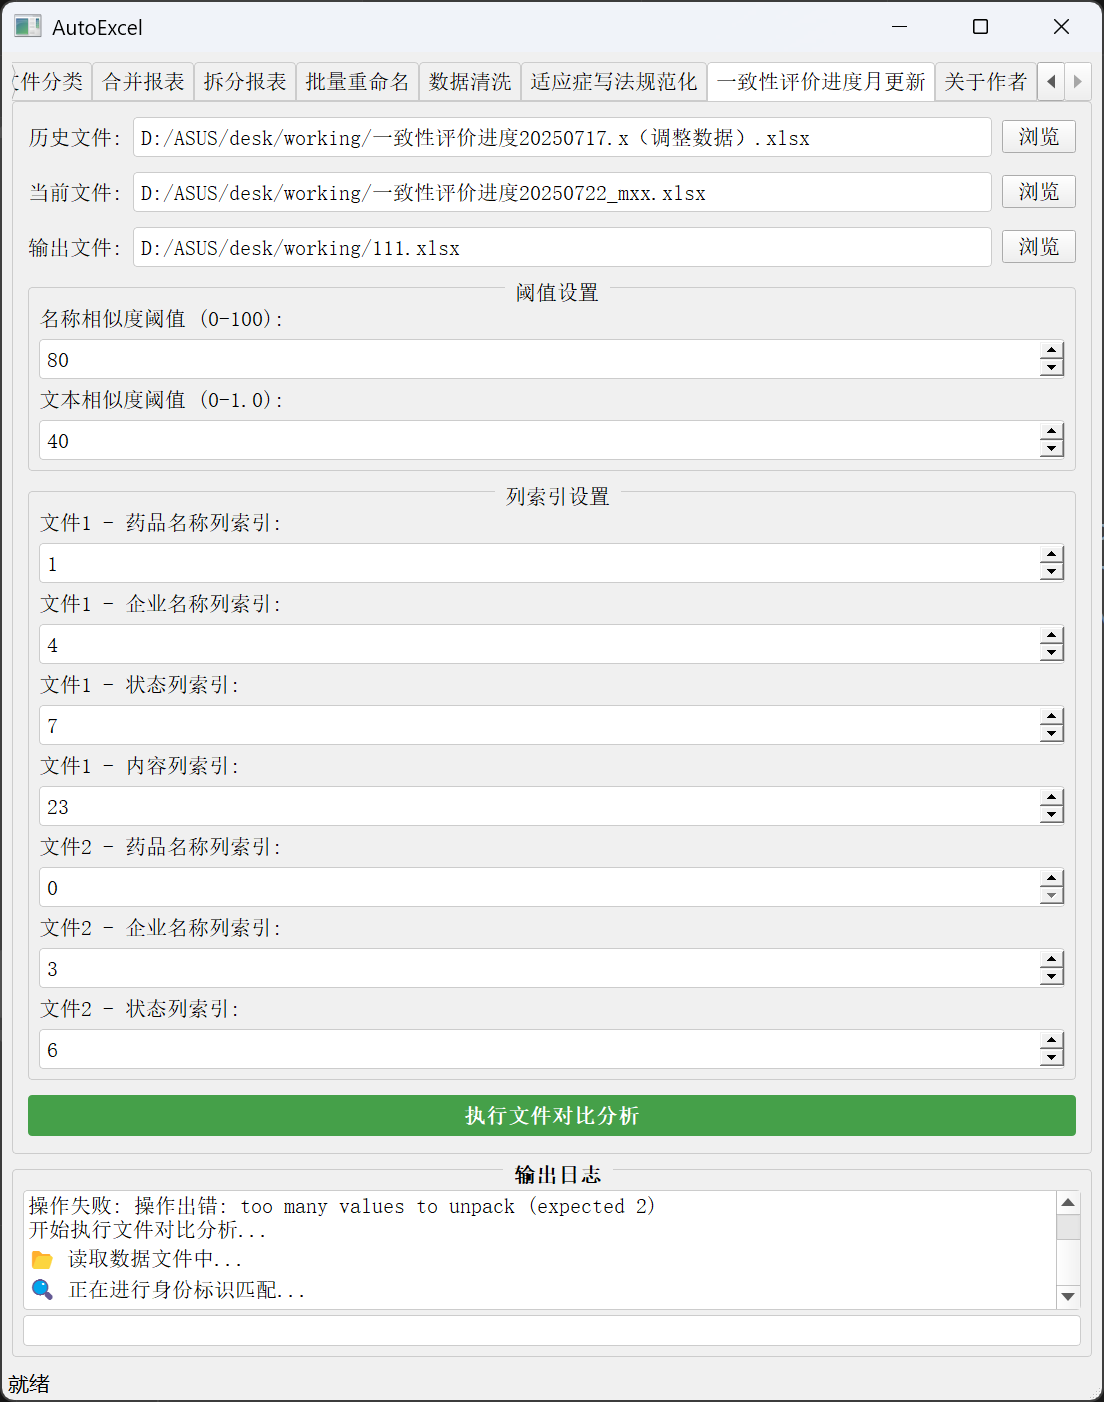 AutoExcel
件分类 合并报表 拆分报表 批量重命名 数据清洗 适应症写法规范化 一致性评价进度月更新 关于作者
历史文件: D:/ASUS/desk/working/一致性评价进度20250717.x（调整数据）.xlsx 浏览
当前文件: D:/ASUS/desk/working/一致性评价进度20250722_mxx.xlsx 浏览
输出文件: D:/ASUS/desk/working/111.xlsx 浏览
阈值设置
名称相似度阈值 (0-100):
80
文本相似度阈值 (0-1.0):
40
列索引设置
文件1 - 药品名称列索引:
1
文件1 - 企业名称列索引:
4
文件1 - 状态列索引:
7
文件1 - 内容列索引:
23
文件2 - 药品名称列索引:
0
文件2 - 企业名称列索引:
3
文件2 - 状态列索引:
6
执行文件对比分析
输出日志
操作失败: 操作出错: too many values to unpack (expected 2)
开始执行文件对比分析...
读取数据文件中...
正在进行身份标识匹配...
就绪